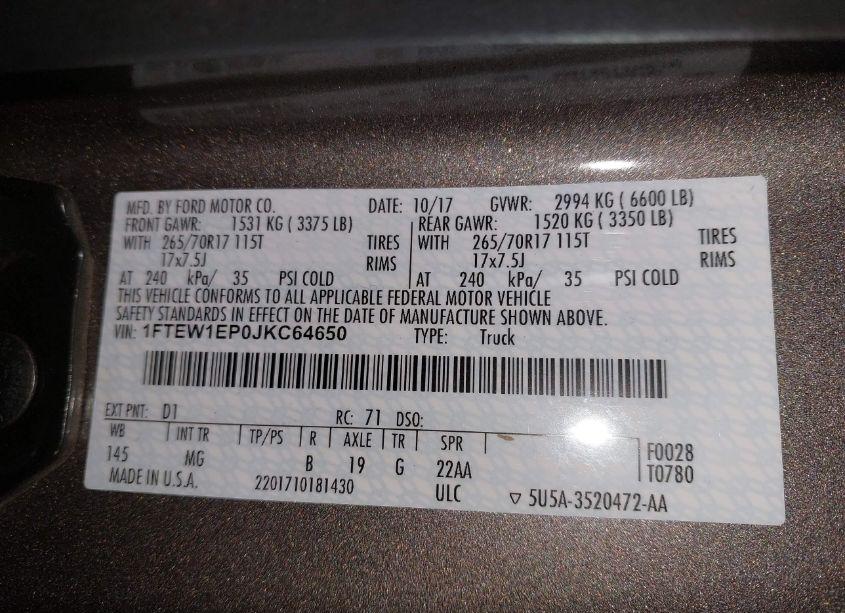 MFD. BY FORD MOTOR CO. DATE: 10/17 GVWR: 2994 KG ( 6600 LB)
FRONT GAWR: 1531 KG ( 3375 LB) REAR GAWR: 1520 KG ( 3350 LB)
WITH 265/70R17 115T TIRES WITH 265/70R17 115T TIRES
17x7.5J RIMS 17x7.5J RIMS
AT 240 kPa/ 35 PSI COLD AT 240 kPa/ 35 PSI COLD
THIS VEHICLE CONFORMS TO ALL APPLICABLE FEDERAL MOTOR VEHICLE
SAFETY STANDARDS IN EFFECT ON THE DATE OF MANUFACTURE SHOWN ABOVE.
VIN: 1FTEW1EP0JKC64650 TYPE: Truck
EXT PNT: D1 RC: 71 DSO:
WB INT TR TP/PS R AXLE TR SPR F0028
145 MG B 19 G 22AA T0780
MADE IN U.S.A. 2201710181430 ULC ▽ 5U5A-3520472-AA